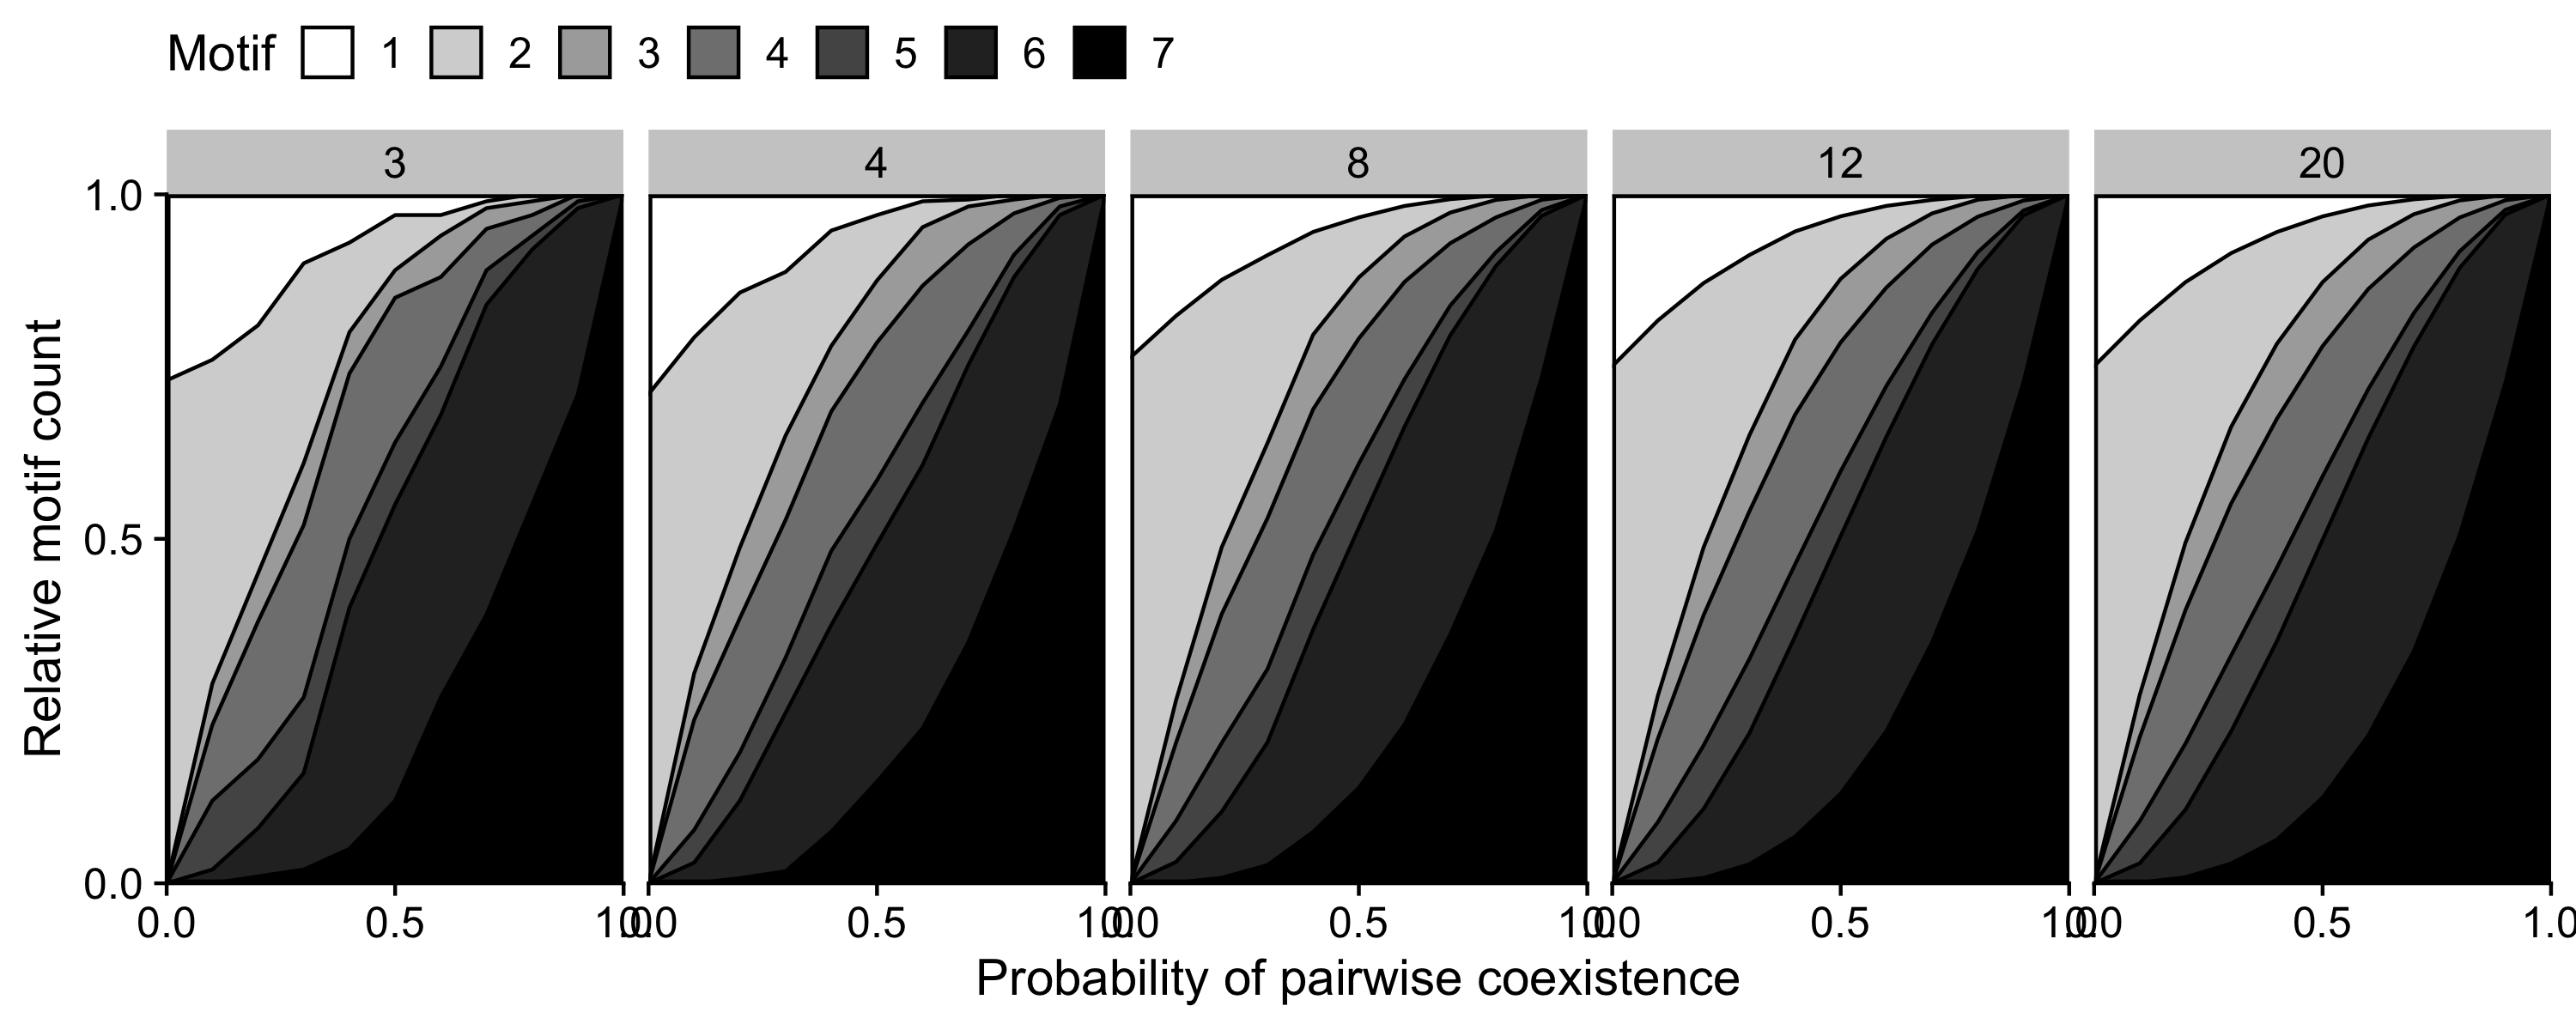 Motif 1 2 3 4 5 6 7
3 4 8 12 20
1.0
0.5
0.0
Relative motif count
0.0 0.5 1.0 0.0 0.5 1.0 0.0 0.5 1.0 0.0 0.5 1.0 0.0 0.5 1.0
Probability of pairwise coexistence